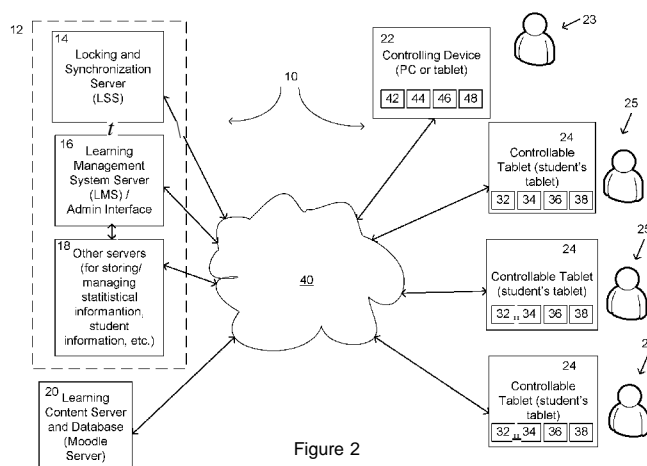 12
14
Locking and
Synchronization
Server
(LSS)
t
16
Learning
Management
System Server
(LMS) /
Admin Interface
18
Other servers
(for storing/
managing
statitistical
informantion,
student
information, etc.)
20
Learning
Content Server
and Database
(Moodle
Server)
10
40
22
Controlling Device
(PC or tablet)
42 44 46 48
23
24
Controllable
Tablet (student's
tablet)
32 34 36 38
25
24
Controllable Tablet
(student's tablet)
32 34 36 38
25
24
Controllable
Tablet (student's
tablet)
32 34 36 38
Figure 2